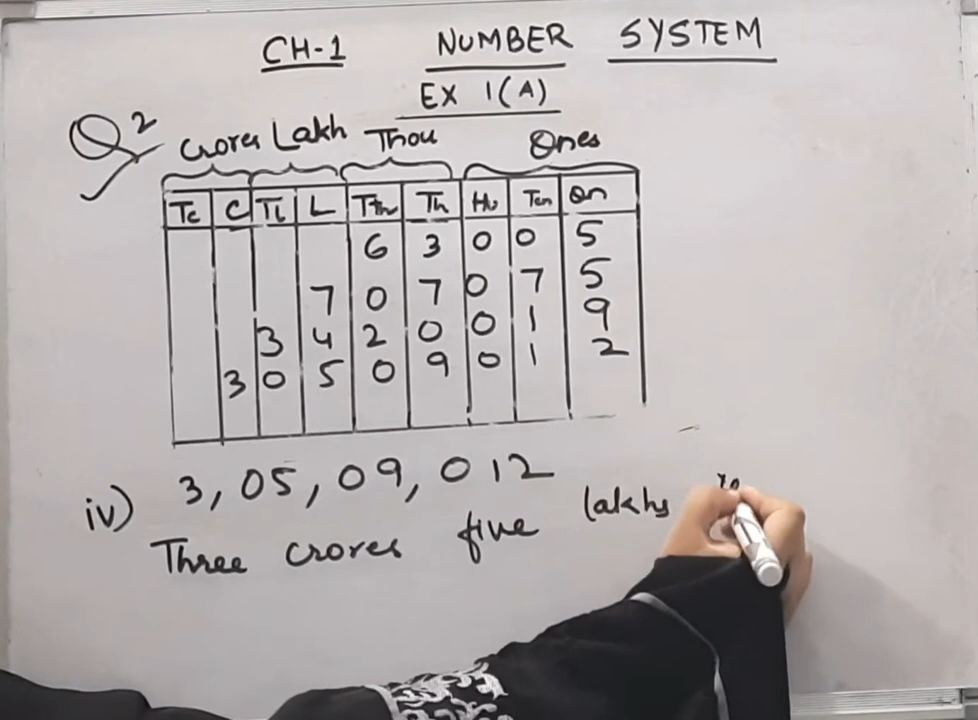 CH-1 NUMBER SYSTEM
EX 1(A)
Q2
Crores Lakh Thou Ones
Tc C TL L Tth Th Hu Ten On
6 3 0 0 5
7 0 7 0 7 5
3 4 2 0 0 1 9
3 0 5 0 9 0 1 2
iv) 3, 05, 09, 012
Three crores five lakhs